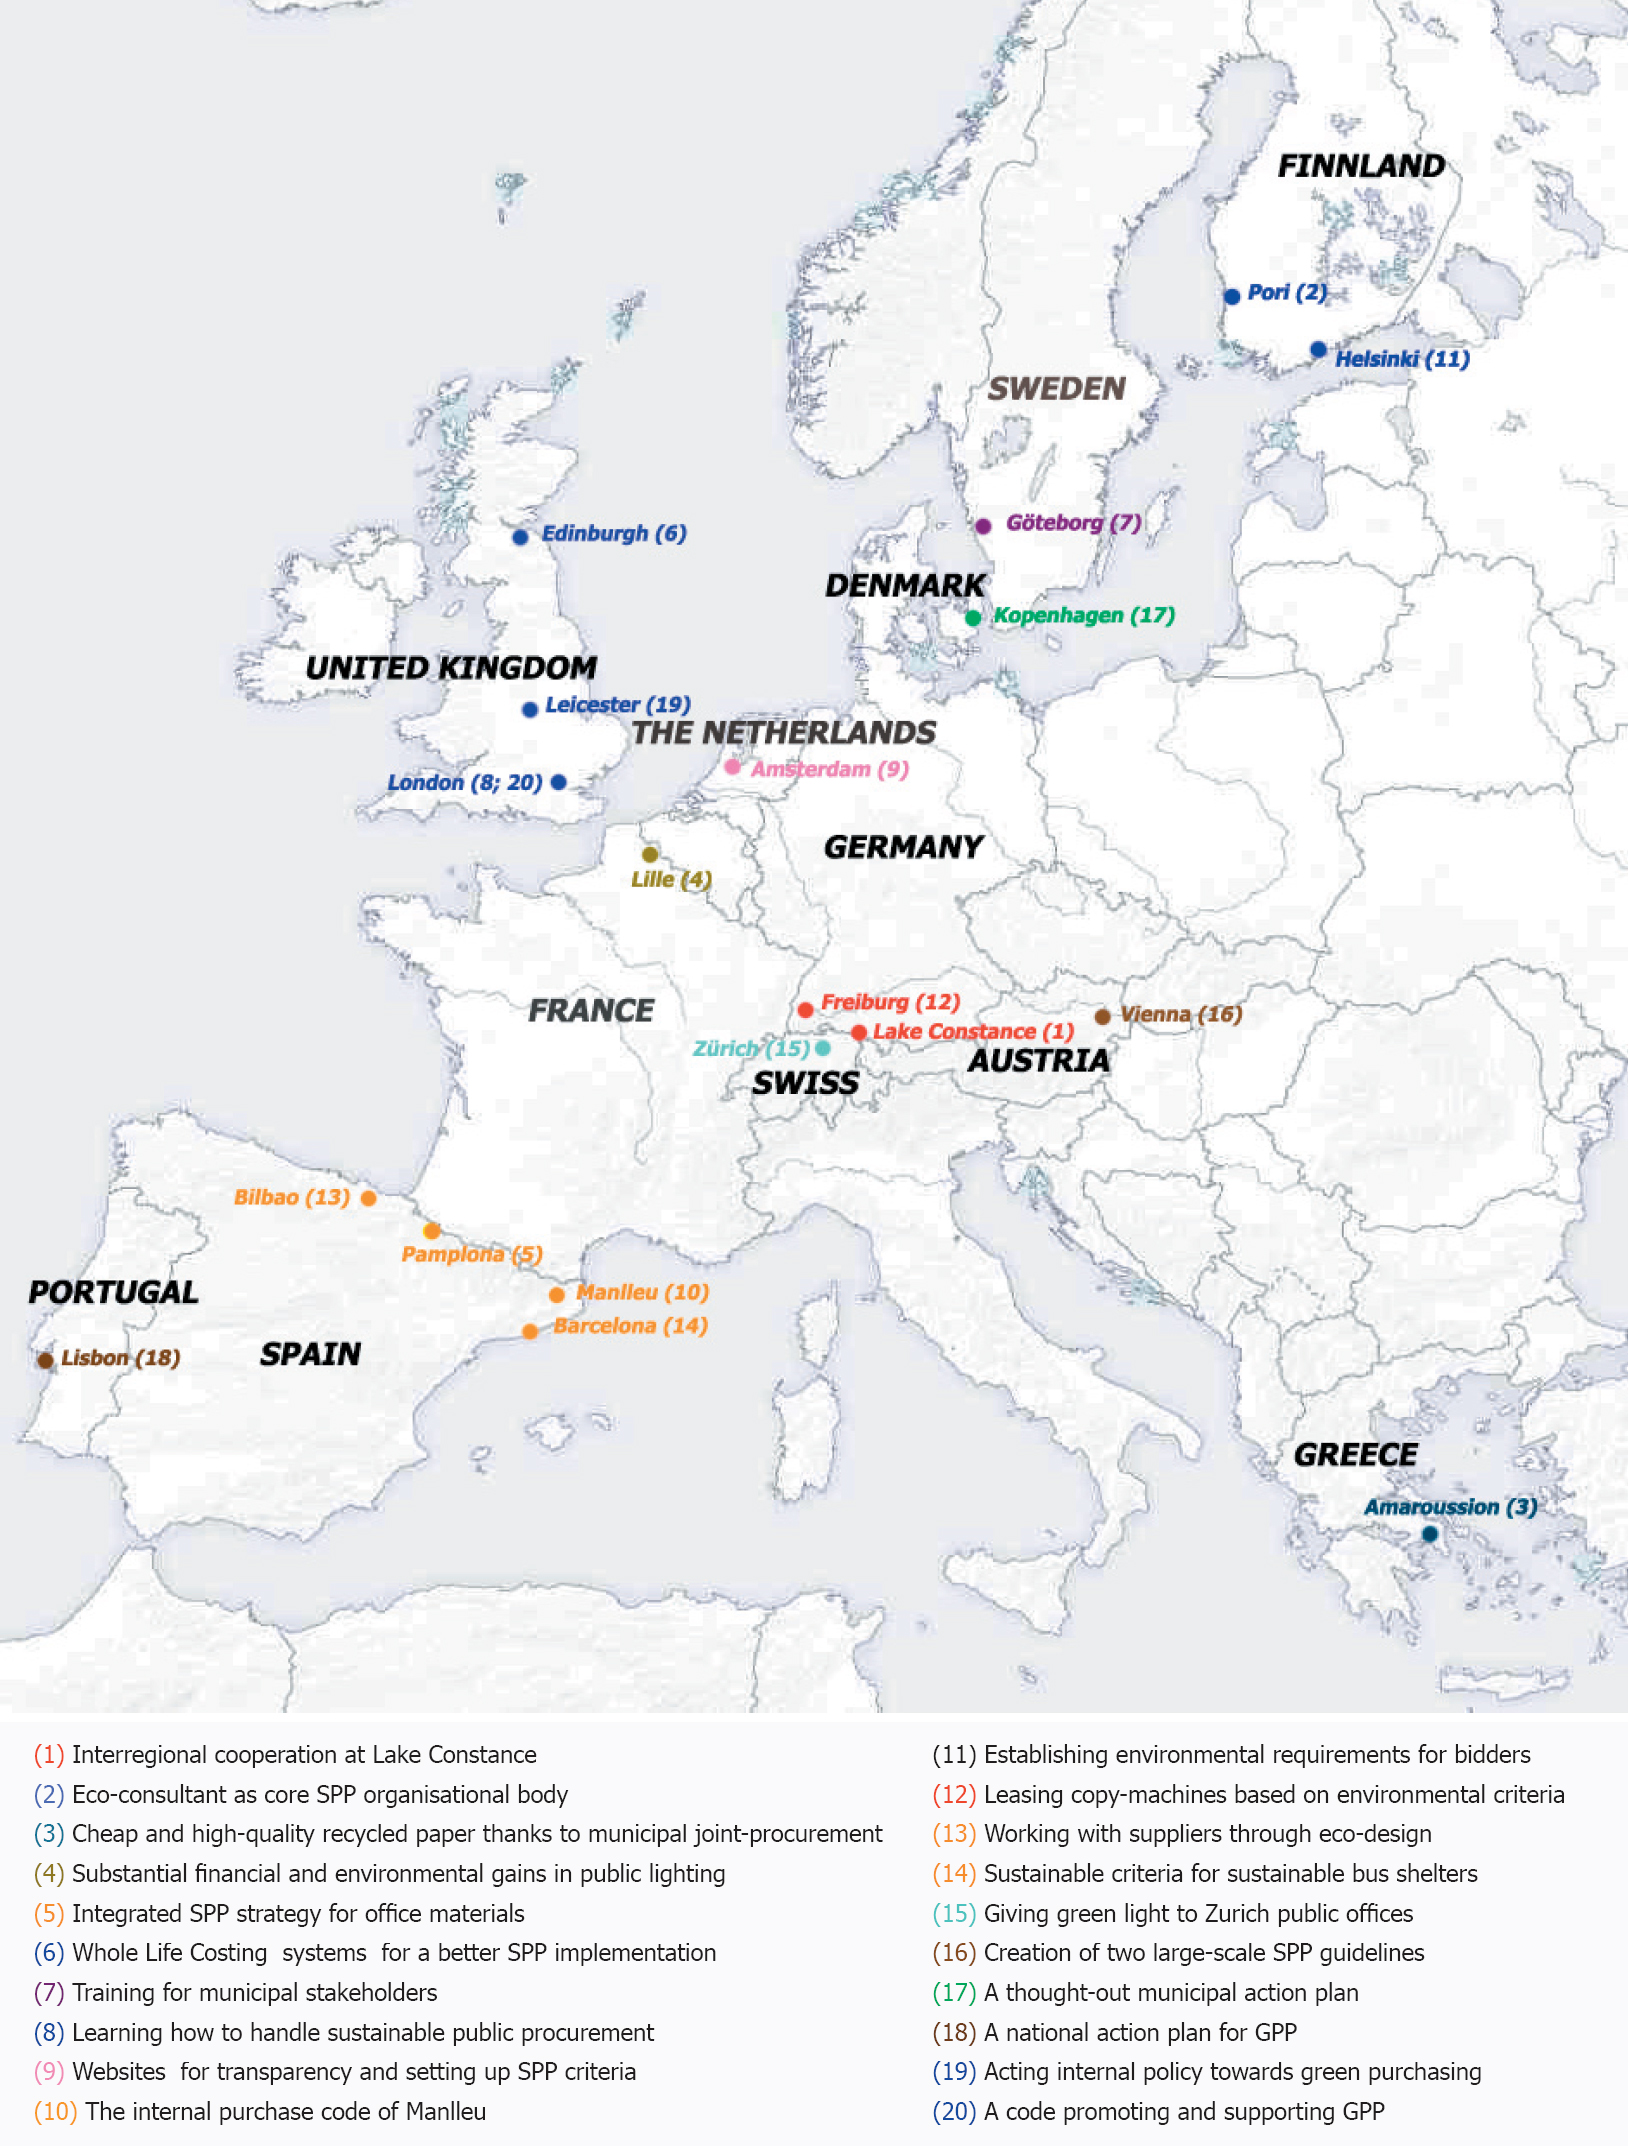 FINNLAND
Pori (2)
Helsinki (11)
SWEDEN
Edinburgh (6)
Göteborg (7)
DENMARK
Kopenhagen (17)
UNITED KINGDOM
Leicester (19)
THE NETHERLANDS
Amsterdam (9)
London (8; 20)
GERMANY
Lille (4)
Freiburg (12)
FRANCE
Vienna (16)
Lake Constance (1)
Zürich (15)
AUSTRIA
SWISS
Bilbao (13)
Pamplona (5)
PORTUGAL
Manlleu (10)
Barcelona (14)
SPAIN
Lisbon (18)
GREECE
Amaroussion (3)
(1) Interregional cooperation at Lake Constance
(2) Eco-consultant as core SPP organisational body
(3) Cheap and high-quality recycled paper thanks to municipal joint-procurement
(4) Substantial financial and environmental gains in public lighting
(5) Integrated SPP strategy for office materials
(6) Whole Life Costing systems for a better SPP implementation
(7) Training for municipal stakeholders
(8) Learning how to handle sustainable public procurement
(9) Websites for transparency and setting up SPP criteria
(10) The internal purchase code of Manlleu
(11) Establishing environmental requirements for bidders
(12) Leasing copy-machines based on environmental criteria
(13) Working with suppliers through eco-design
(14) Sustainable criteria for sustainable bus shelters
(15) Giving green light to Zurich public offices
(16) Creation of two large-scale SPP guidelines
(17) A thought-out municipal action plan
(18) A national action plan for GPP
(19) Acting internal policy towards green purchasing
(20) A code promoting and supporting GPP